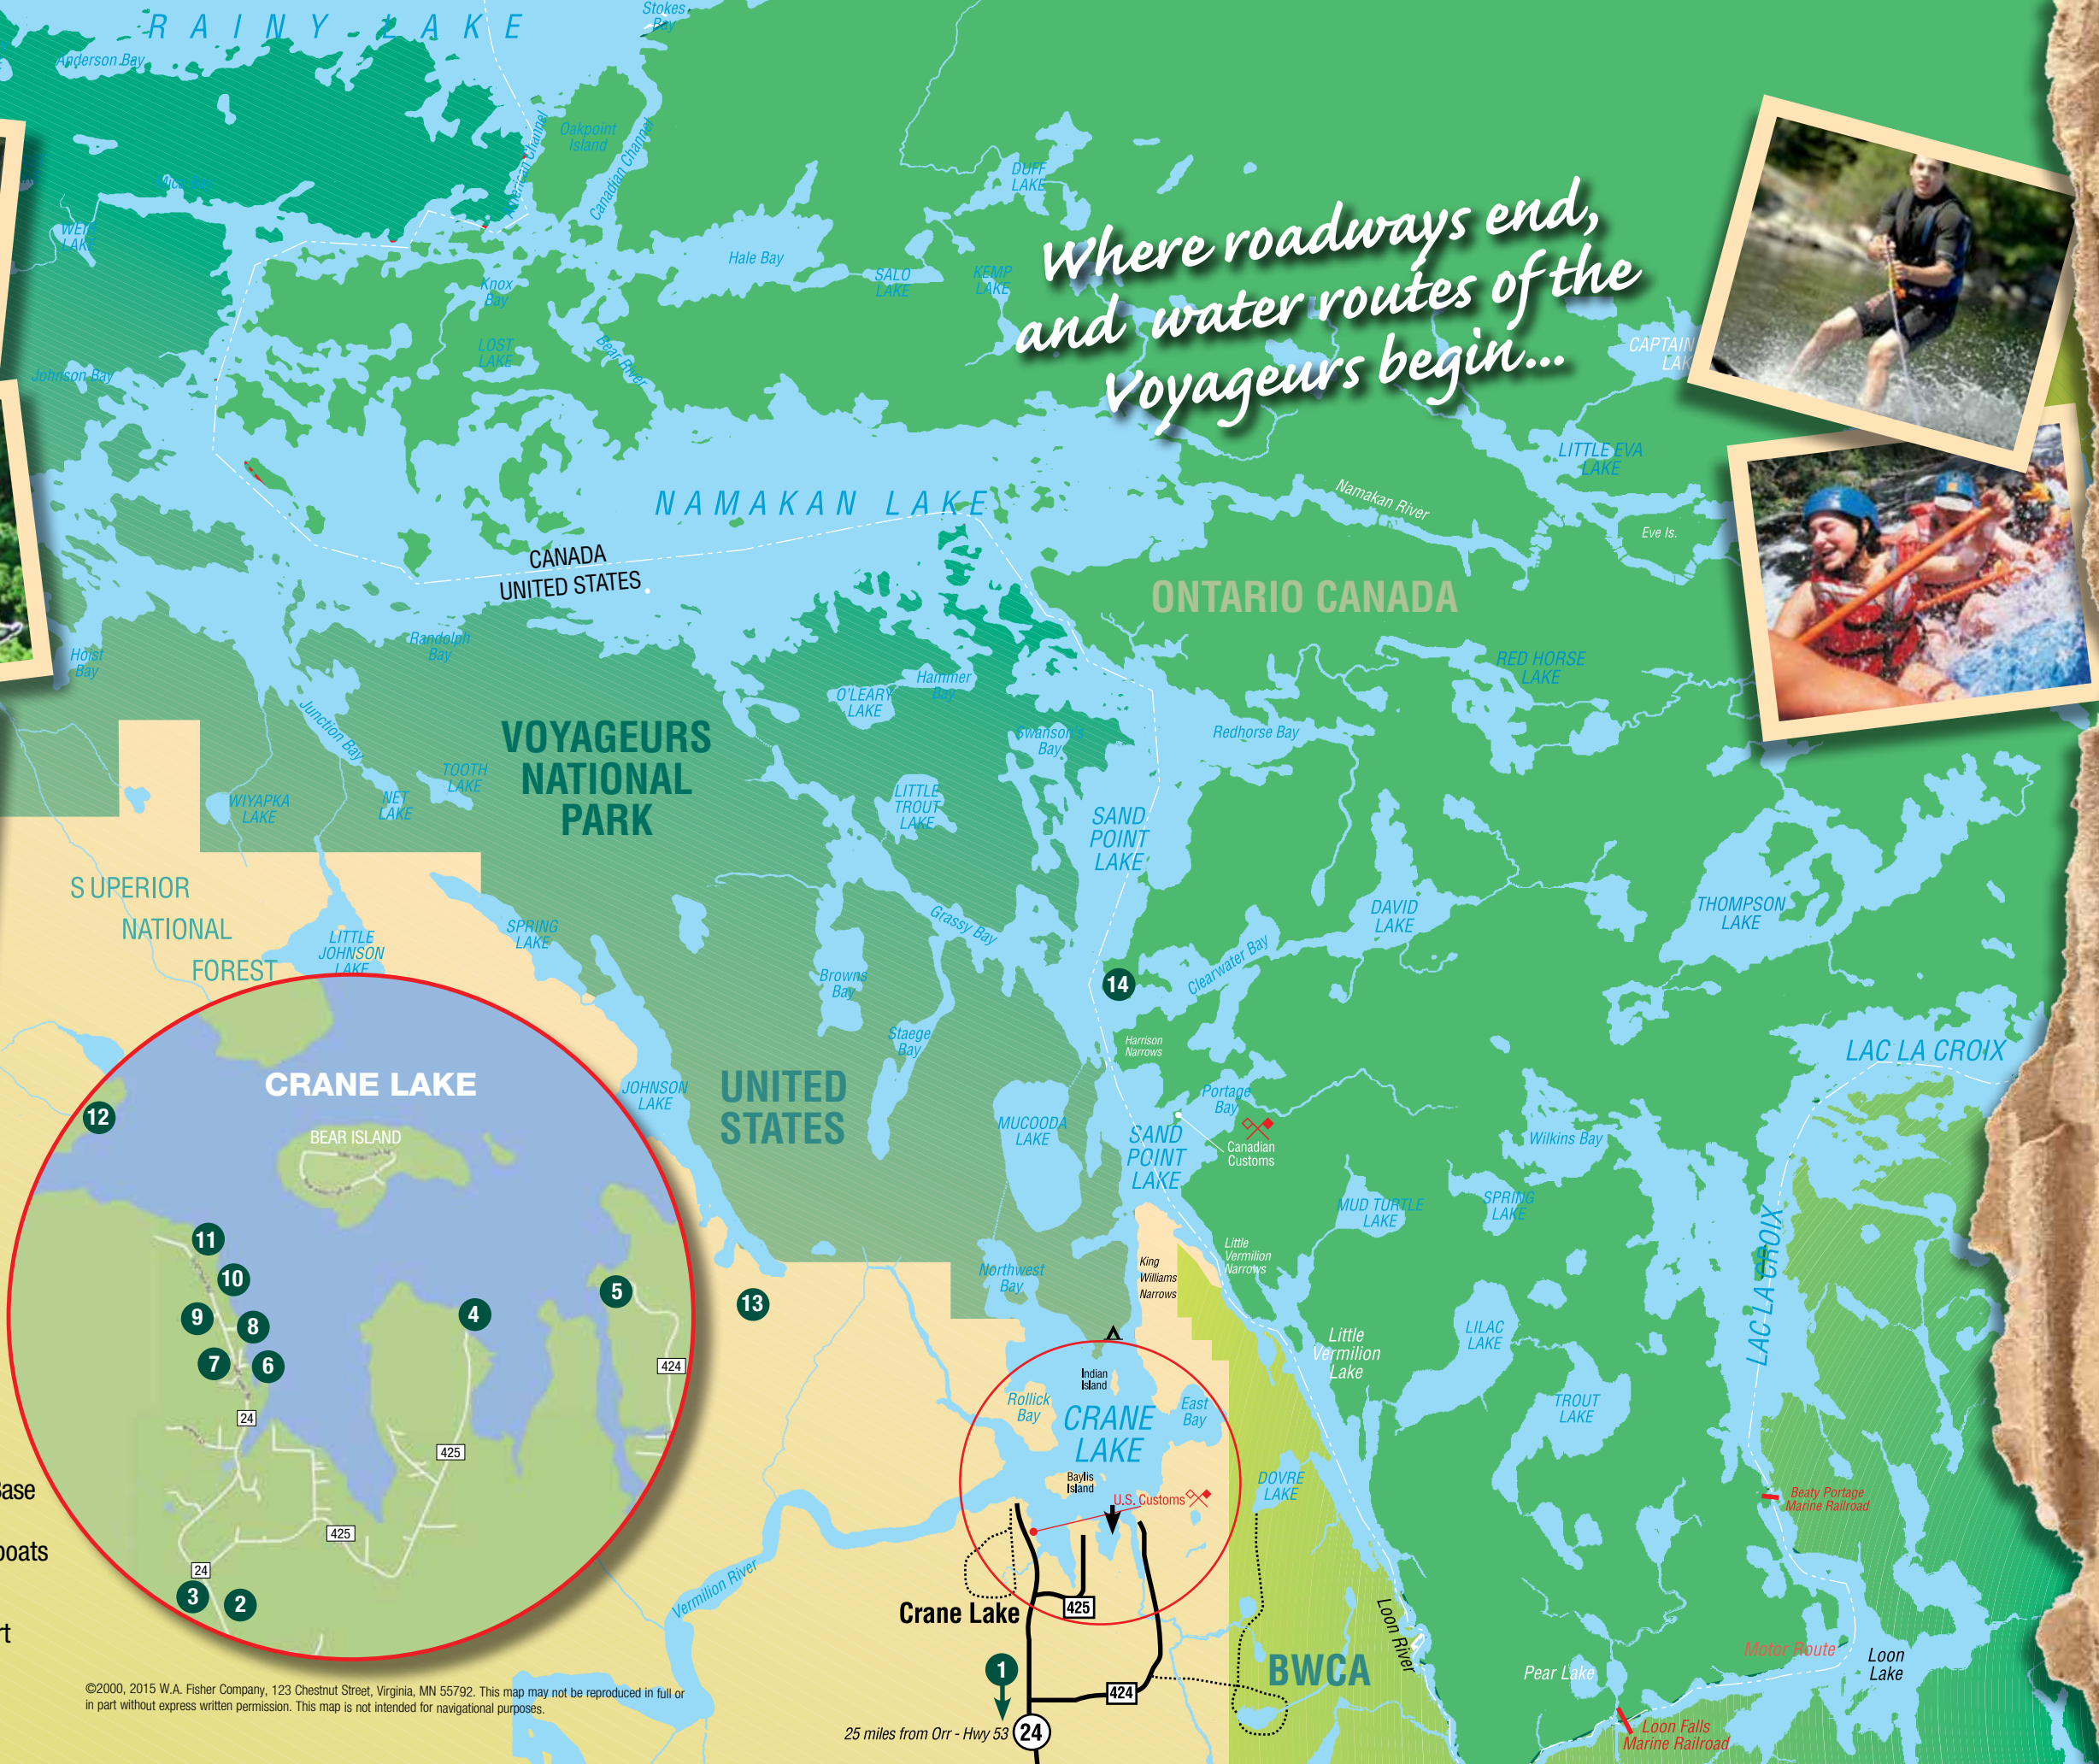 RAINY LAKE
Stokes
Bay
Anderson Bay
American Channel
Oakpoint
Island
Canadian Channel
DUFF
LAKE
Mica Bay
WEIR
LAKE
Where roadways end,
and water routes of the
Voyageurs begin...
Hale Bay
SALO
LAKE
KEMP
LAKE
Knox
Bay
LOST
LAKE
Bear River
Johnson Bay
CAPTAIN
LAK
LITTLE EVA
LAKE
Namakan River
Eve Is.
NAMAKAN LAKE
CANADA
UNITED STATES
ONTARIO CANADA
Hoist
Bay
Randolph
Bay
Junction Bay
Hammer
Bay
O'LEARY
LAKE
RED HORSE
LAKE
Swanson's
Bay
Redhorse Bay
VOYAGEURS
NATIONAL
PARK
TOOTH
LAKE
NET
LAKE
WIYAPKA
LAKE
LITTLE
TROUT
LAKE
SAND
POINT
LAKE
SUPERIOR
NATIONAL
FOREST
LITTLE
JOHNSON
LAKE
SPRING
LAKE
Grassy Bay
DAVID
LAKE
THOMPSON
LAKE
Browns
Bay
Clearwater Bay
14
Staege
Bay
Harrison
Narrows
LAC LA CROIX
CRANE LAKE
BEAR ISLAND
12
JOHNSON
LAKE
UNITED
STATES
MUCOODA
LAKE
Portage
Bay
SAND
POINT
LAKE
Canadian
Customs
Wilkins Bay
MUD TURTLE
LAKE
SPRING
LAKE
LAC LA CROIX
11
10
9
8
7
6
5
4
13
424
24
425
425
24
3
2
Northwest
Bay
King
Williams
Narrows
Little
Vermilion
Narrows
Little
Vermilion
Lake
LILAC
LAKE
TROUT
LAKE
Indian
Island
Rollick
Bay
CRANE
LAKE
East
Bay
Baylis
Island
U.S. Customs
DOVRE
LAKE
Beaty Portage
Marine Railroad
Base
boats
rt
Vermilion River
Crane Lake
425
Loon River
BWCA
Motor Route
Loon
Lake
Pear Lake
1
424
Loon Falls
Marine Railroad
25 miles from Orr - Hwy 53
24
©2000, 2015 W.A. Fisher Company, 123 Chestnut Street, Virginia, MN 55792. This map may not be reproduced in full or
in part without express written permission. This map is not intended for navigational purposes.